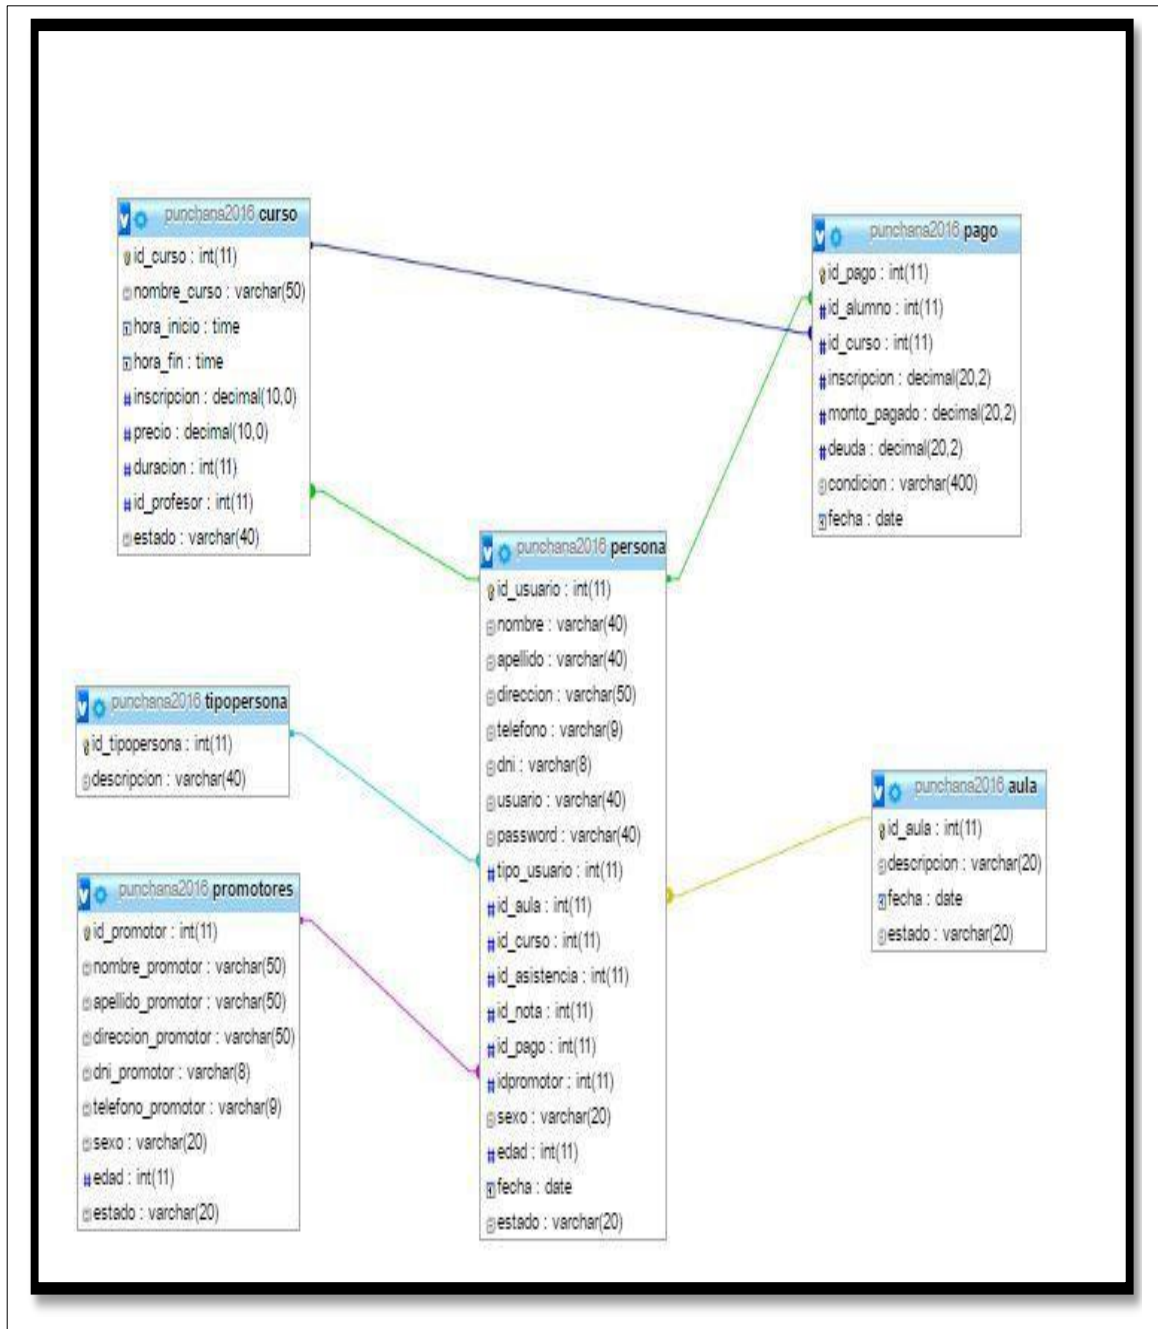 punchana2016 curso
id_curso : int(11)
nombre_curso : varchar(50)
hora_inicio : time
hora_fin : time
inscripcion : decimal(10,0)
precio : decimal(10,0)
duracion : int(11)
id_profesor : int(11)
estado : varchar(40)
punchana2016 pago
id_pago : int(11)
id_alumno : int(11)
id_curso : int(11)
inscripcion : decimal(20,2)
monto_pagado : decimal(20,2)
deuda : decimal(20,2)
condicion : varchar(400)
fecha : date
punchana2016 persona
id_usuario : int(11)
nombre : varchar(40)
apellido : varchar(40)
direccion : varchar(50)
telefono : varchar(9)
dni : varchar(8)
usuario : varchar(40)
password : varchar(40)
tipo_usuario : int(11)
id_aula : int(11)
id_curso : int(11)
id_asistencia : int(11)
id_nota : int(11)
id_pago : int(11)
idpromotor : int(11)
sexo : varchar(20)
edad : int(11)
fecha : date
estado : varchar(20)
punchana2016 tipopersona
id_tipopersona : int(11)
descripcion : varchar(40)
punchana2016 promotores
id_promotor : int(11)
nombre_promotor : varchar(50)
apellido_promotor : varchar(50)
direccion_promotor : varchar(50)
dni_promotor : varchar(8)
telefono_promotor : varchar(9)
sexo : varchar(20)
edad : int(11)
estado : varchar(20)
punchana2016 aula
id_aula : int(11)
descripcion : varchar(20)
fecha : date
estado : varchar(20)